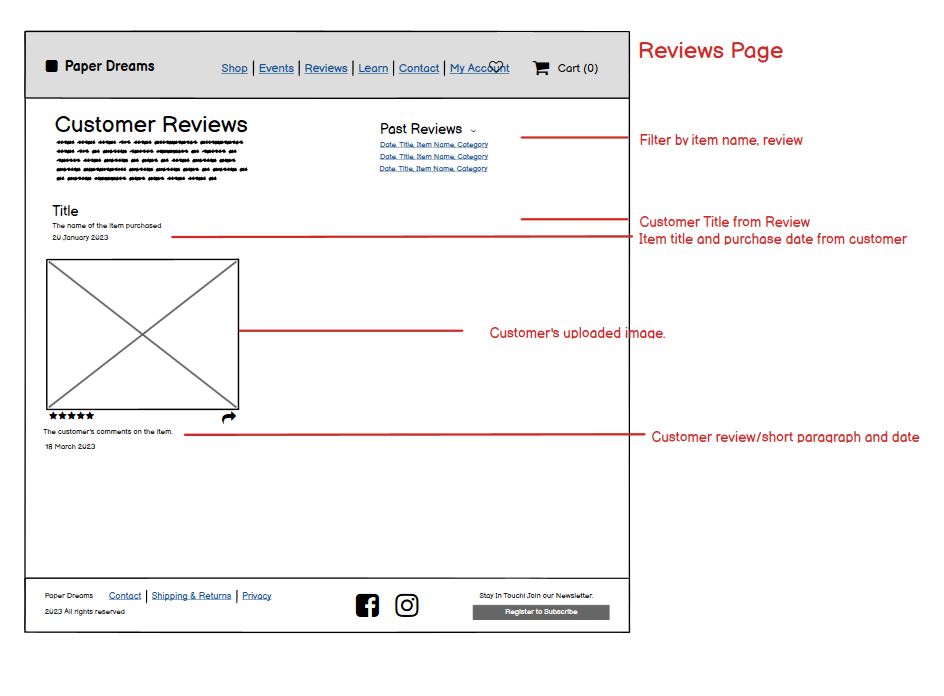 Reviews Page
Paper Dreams
Shop | Events | Reviews | Learn | Contact | My Account
Cart (0)
Customer Reviews
Past Reviews
Date, Title, Item Name, Category
Date, Title, Item Name, Category
Date, Title, Item Name, Category
Filter by item name, review
Title
The name of the item purchased
20 January 2023
Customer Title from Review
Item title and purchase date from customer
Customer's uploaded image.
The customer's comments on the item.
18 March 2023
Customer review/short paragraph and date
Paper Dreams
Contact | Shipping & Returns | Privacy
2023 All rights reserved
Stay In Touch! Join our Newsletter.
Register to Subscribe